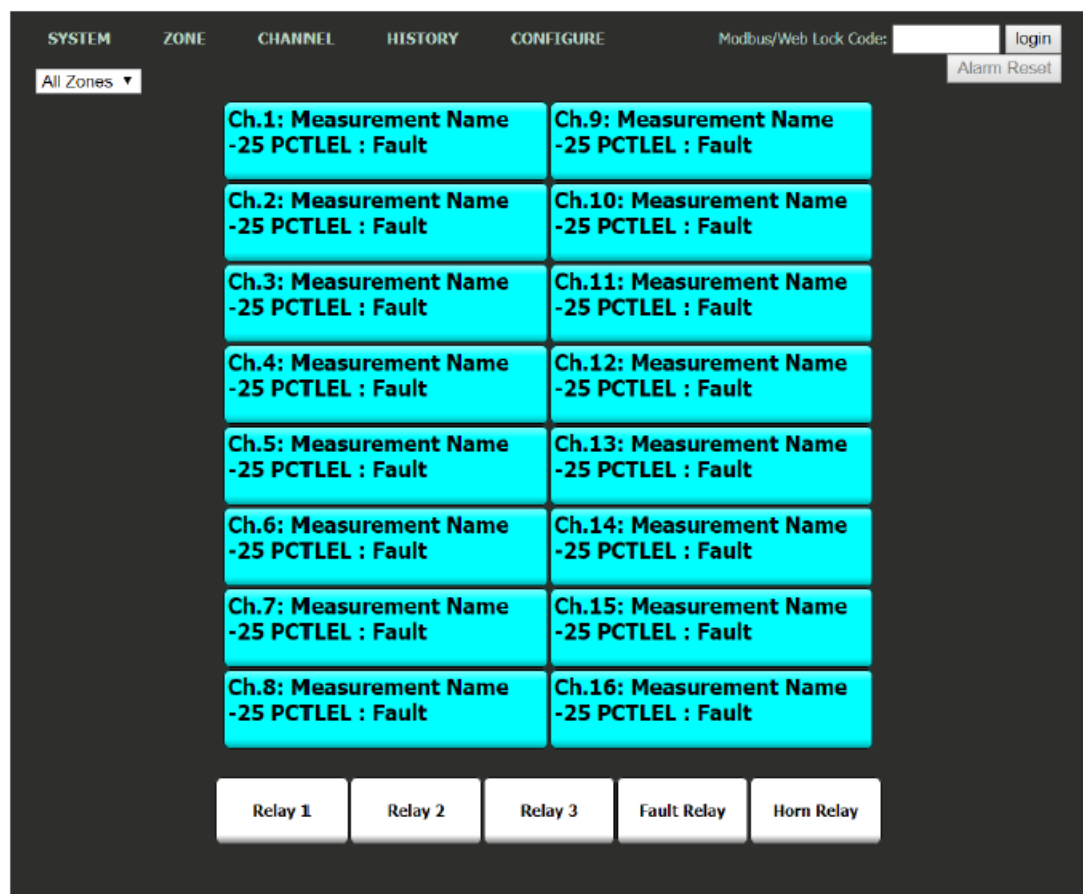 SYSTEM ZONE CHANNEL HISTORY CONFIGURE Modbus/Web Lock Code: login
All Zones ▼ Alarm Reset
Ch.1: Measurement Name
-25 PCTLEL : Fault
Ch.2: Measurement Name
-25 PCTLEL : Fault
Ch.3: Measurement Name
-25 PCTLEL : Fault
Ch.4: Measurement Name
-25 PCTLEL : Fault
Ch.5: Measurement Name
-25 PCTLEL : Fault
Ch.6: Measurement Name
-25 PCTLEL : Fault
Ch.7: Measurement Name
-25 PCTLEL : Fault
Ch.8: Measurement Name
-25 PCTLEL : Fault
Ch.9: Measurement Name
-25 PCTLEL : Fault
Ch.10: Measurement Name
-25 PCTLEL : Fault
Ch.11: Measurement Name
-25 PCTLEL : Fault
Ch.12: Measurement Name
-25 PCTLEL : Fault
Ch.13: Measurement Name
-25 PCTLEL : Fault
Ch.14: Measurement Name
-25 PCTLEL : Fault
Ch.15: Measurement Name
-25 PCTLEL : Fault
Ch.16: Measurement Name
-25 PCTLEL : Fault
Relay 1 Relay 2 Relay 3 Fault Relay Horn Relay